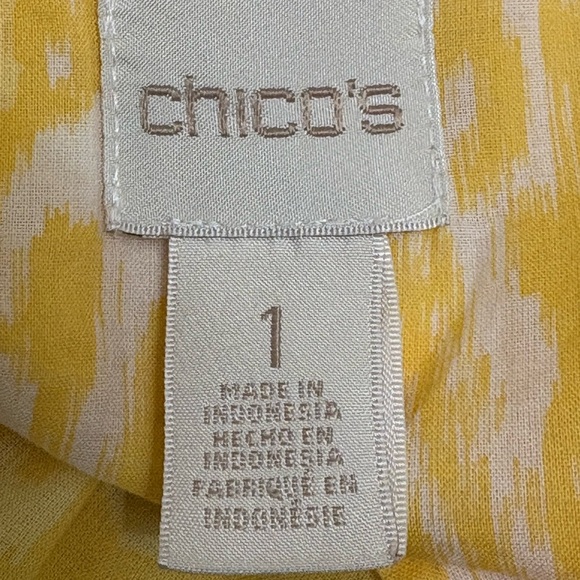 chico's
1
MADE IN
INDONESIA
HECHO EN
INDONESIA
FABRIQUÉ EN
INDONÉSIE